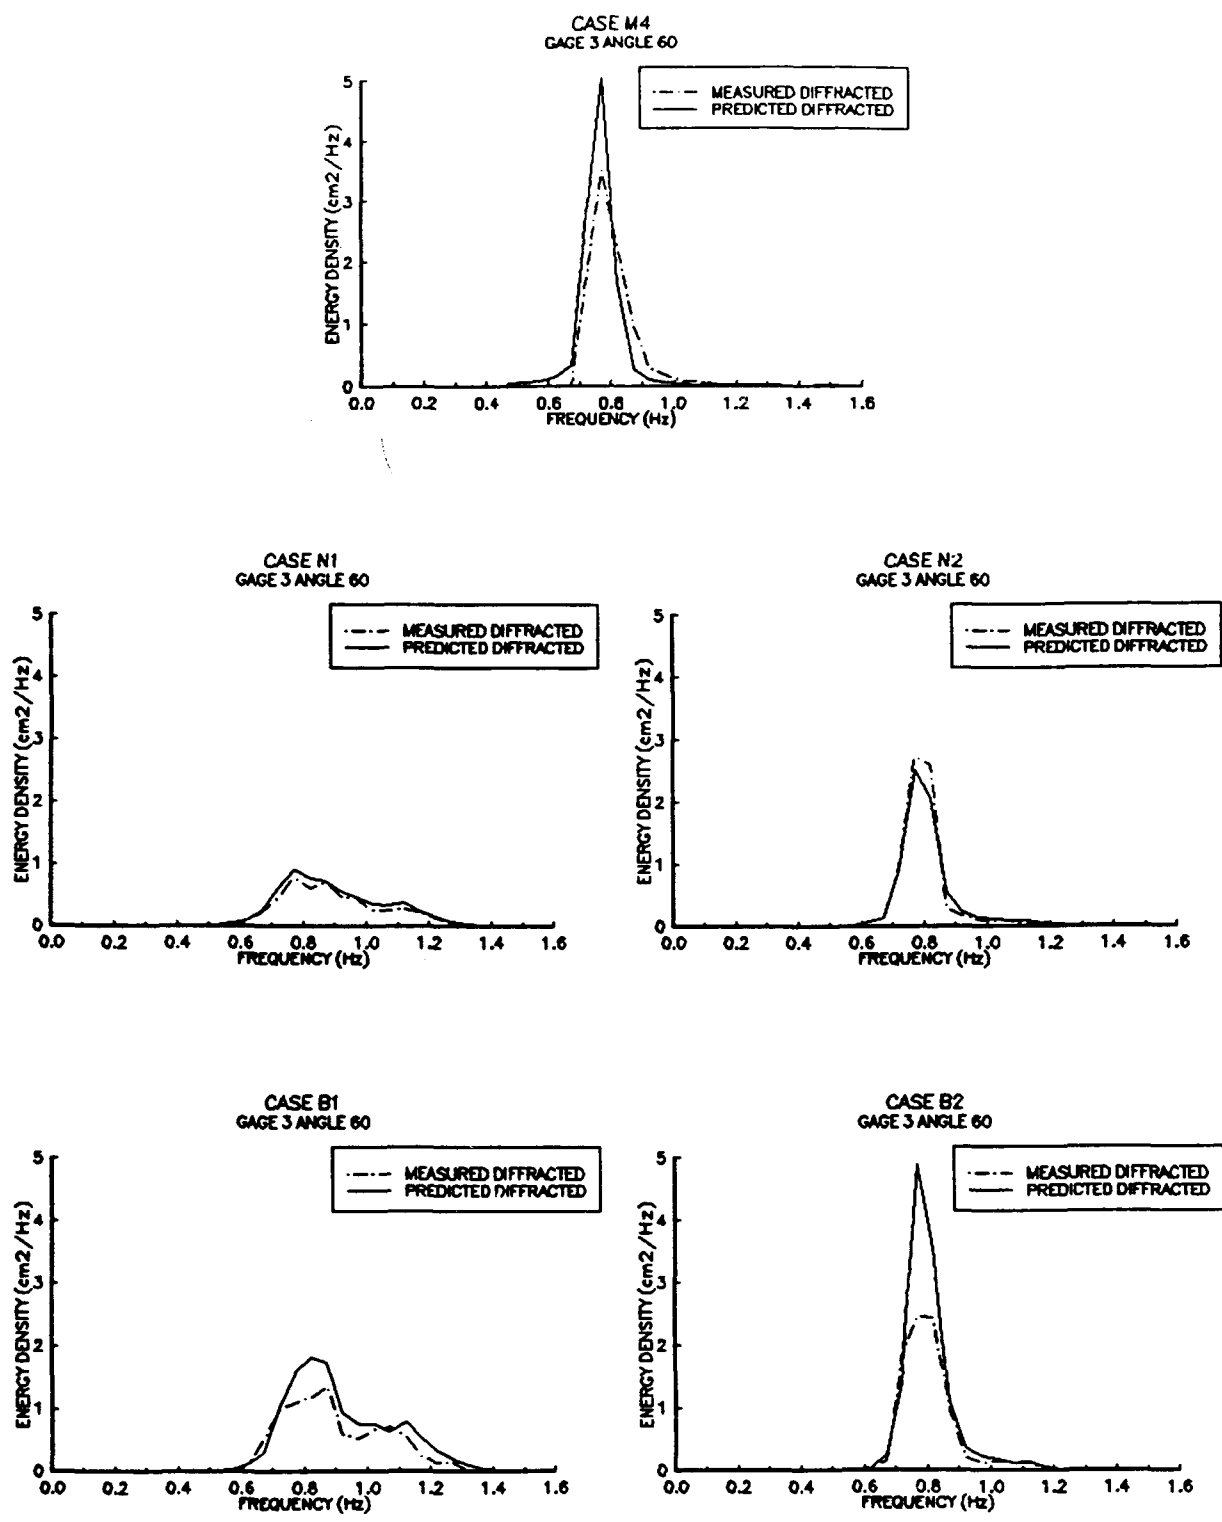 CASE M4
GAGE 3 ANGLE 60
MEASURED DIFFRACTED
PREDICTED DIFFRACTED
ENERGY DENSITY (cm2/Hz)
5
4
3
2
1
0
0.0 0.2 0.4 0.6 0.8 1.0 1.2 1.4 1.6
FREQUENCY (Hz)
CASE N1
GAGE 3 ANGLE 60
MEASURED DIFFRACTED
PREDICTED DIFFRACTED
ENERGY DENSITY (cm2/Hz)
5
4
3
2
1
0
0.0 0.2 0.4 0.6 0.8 1.0 1.2 1.4 1.6
FREQUENCY (Hz)
CASE N2
GAGE 3 ANGLE 60
MEASURED DIFFRACTED
PREDICTED DIFFRACTED
ENERGY DENSITY (cm2/Hz)
5
4
3
2
1
0
0.0 0.2 0.4 0.6 0.8 1.0 1.2 1.4 1.6
FREQUENCY (Hz)
CASE B1
GAGE 3 ANGLE 60
MEASURED DIFFRACTED
PREDICTED DIFFRACTED
ENERGY DENSITY (cm2/Hz)
5
4
3
2
1
0
0.0 0.2 0.4 0.6 0.8 1.0 1.2 1.4 1.6
FREQUENCY (Hz)
CASE B2
GAGE 3 ANGLE 60
MEASURED DIFFRACTED
PREDICTED DIFFRACTED
ENERGY DENSITY (cm2/Hz)
5
4
3
2
1
0
0.0 0.2 0.4 0.6 0.8 1.0 1.2 1.4 1.6
FREQUENCY (Hz)